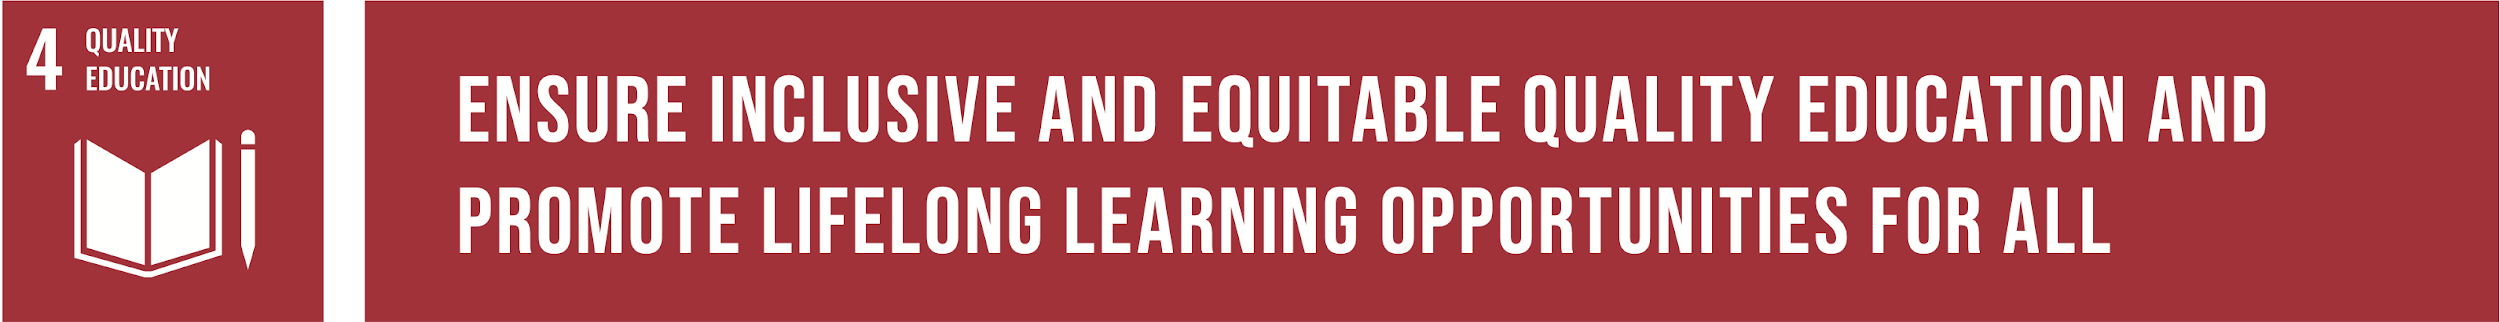 4
QUALITY
EDUCATION
ENSURE INCLUSIVE AND EQUITABLE QUALITY EDUCATION AND
PROMOTE LIFELONG LEARNING OPPORTUNITIES FOR ALL